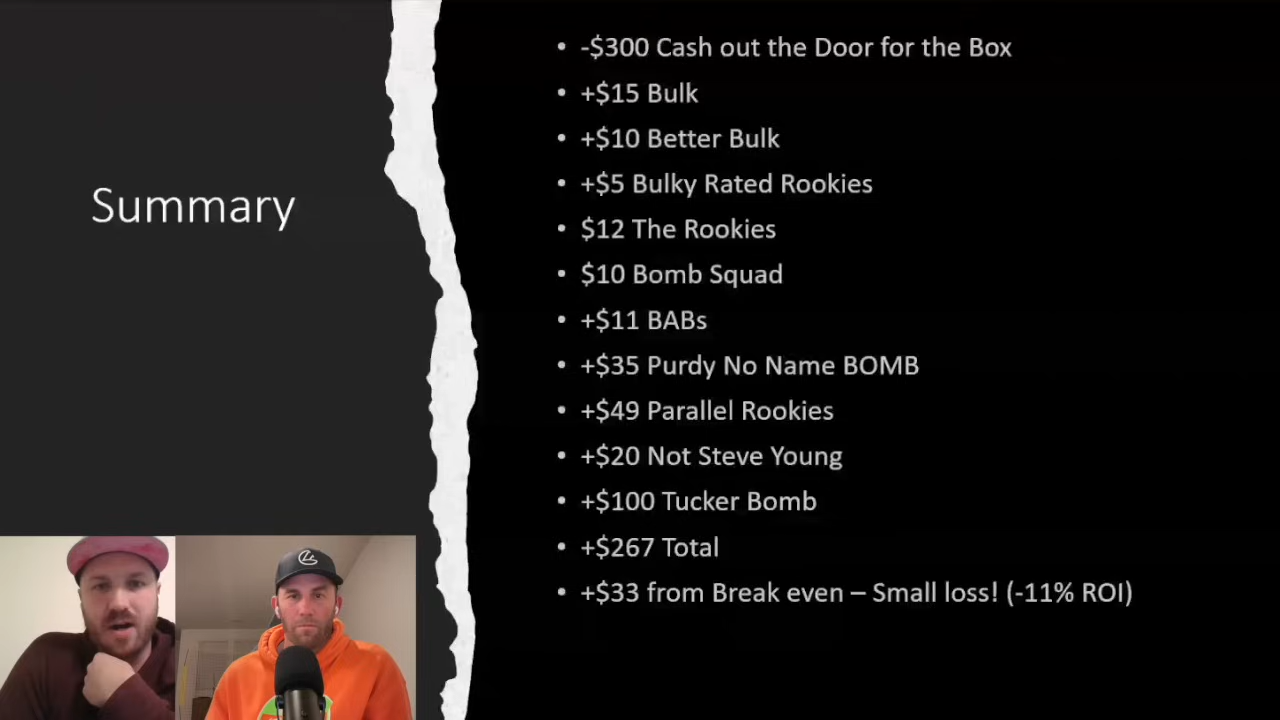 Summary
• -$300 Cash out the Door for the Box
• +$15 Bulk
• +$10 Better Bulk
• +$5 Bulky Rated Rookies
• $12 The Rookies
• $10 Bomb Squad
• +$11 BABs
• +$35 Purdy No Name BOMB
• +$49 Parallel Rookies
• +$20 Not Steve Young
• +$100 Tucker Bomb
• +$267 Total
• +$33 from Break even – Small loss! (-11% ROI)